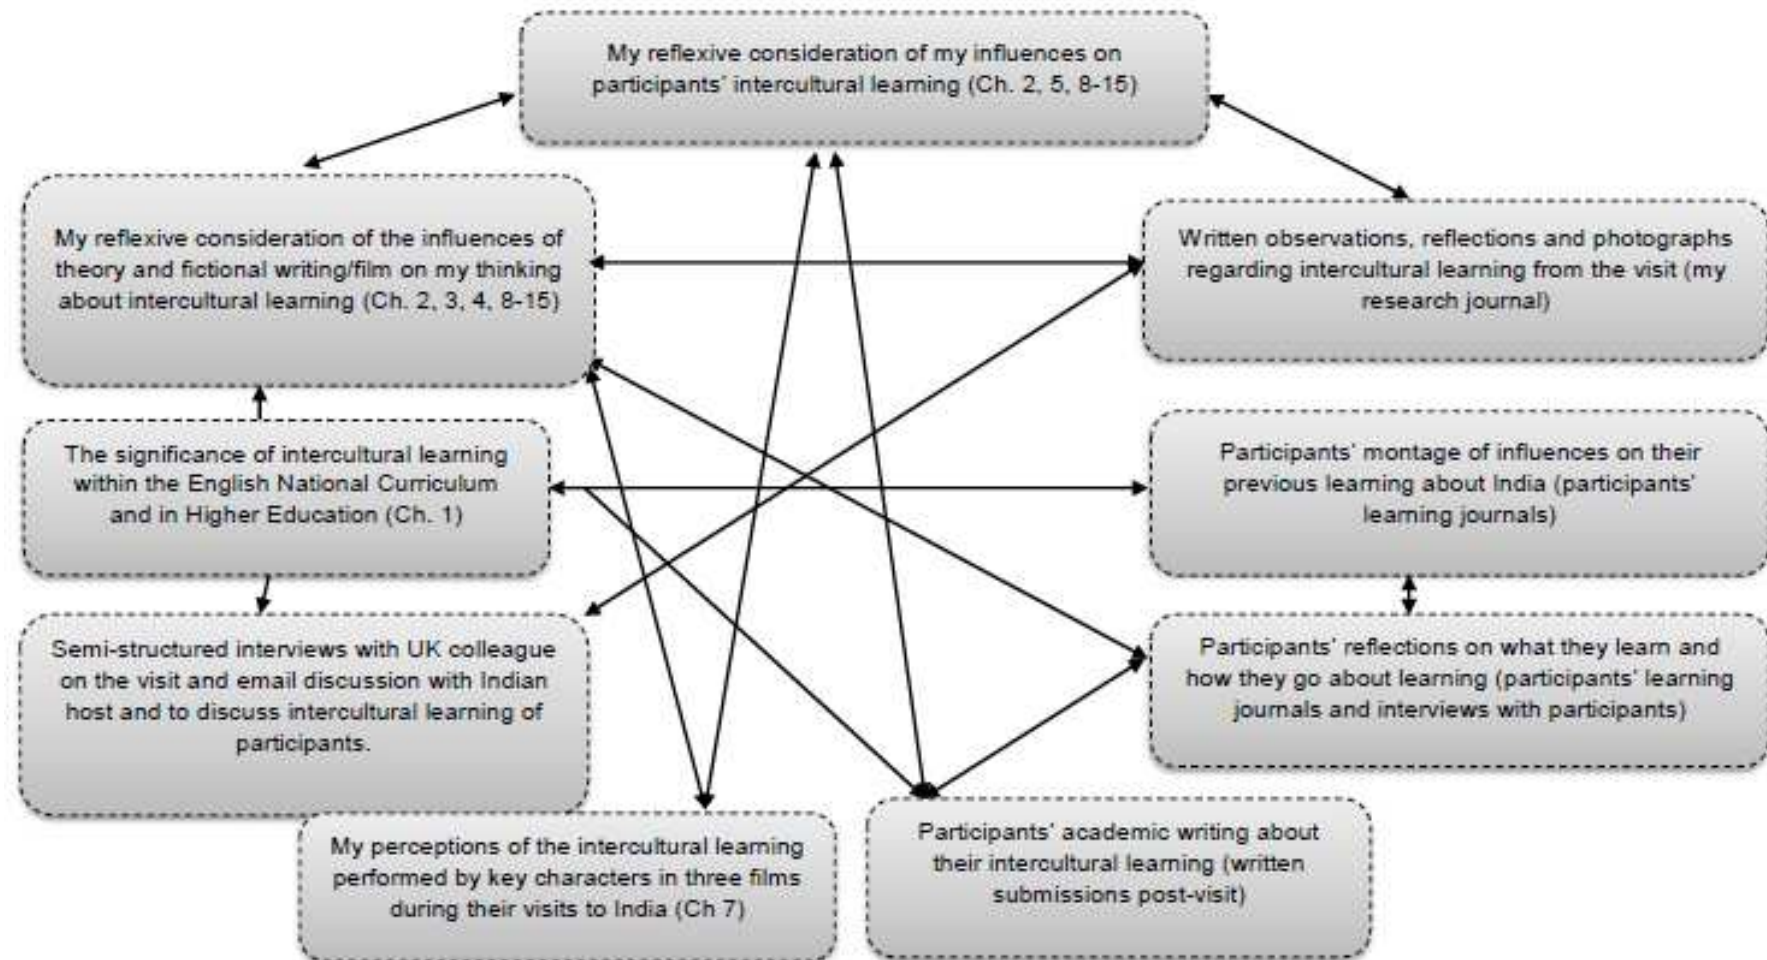 My reflexive consideration of my influences on
participants' intercultural learning (Ch. 2, 5, 8-15)
My reflexive consideration of the influences of
theory and fictional writing/film on my thinking
about intercultural learning (Ch. 2, 3, 4, 8-15)
Written observations, reflections and photographs
regarding intercultural learning from the visit (my
research journal)
The significance of intercultural learning
within the English National Curriculum
and in Higher Education (Ch. 1)
Participants' montage of influences on their
previous learning about India (participants'
learning journals)
Semi-structured interviews with UK colleague
on the visit and email discussion with Indian
host and to discuss intercultural learning of
participants.
Participants' reflections on what they learn and
how they go about learning (participants' learning
journals and interviews with participants)
My perceptions of the intercultural learning
performed by key characters in three films
during their visits to India (Ch 7)
Participants' academic writing about
their intercultural learning (written
submissions post-visit)